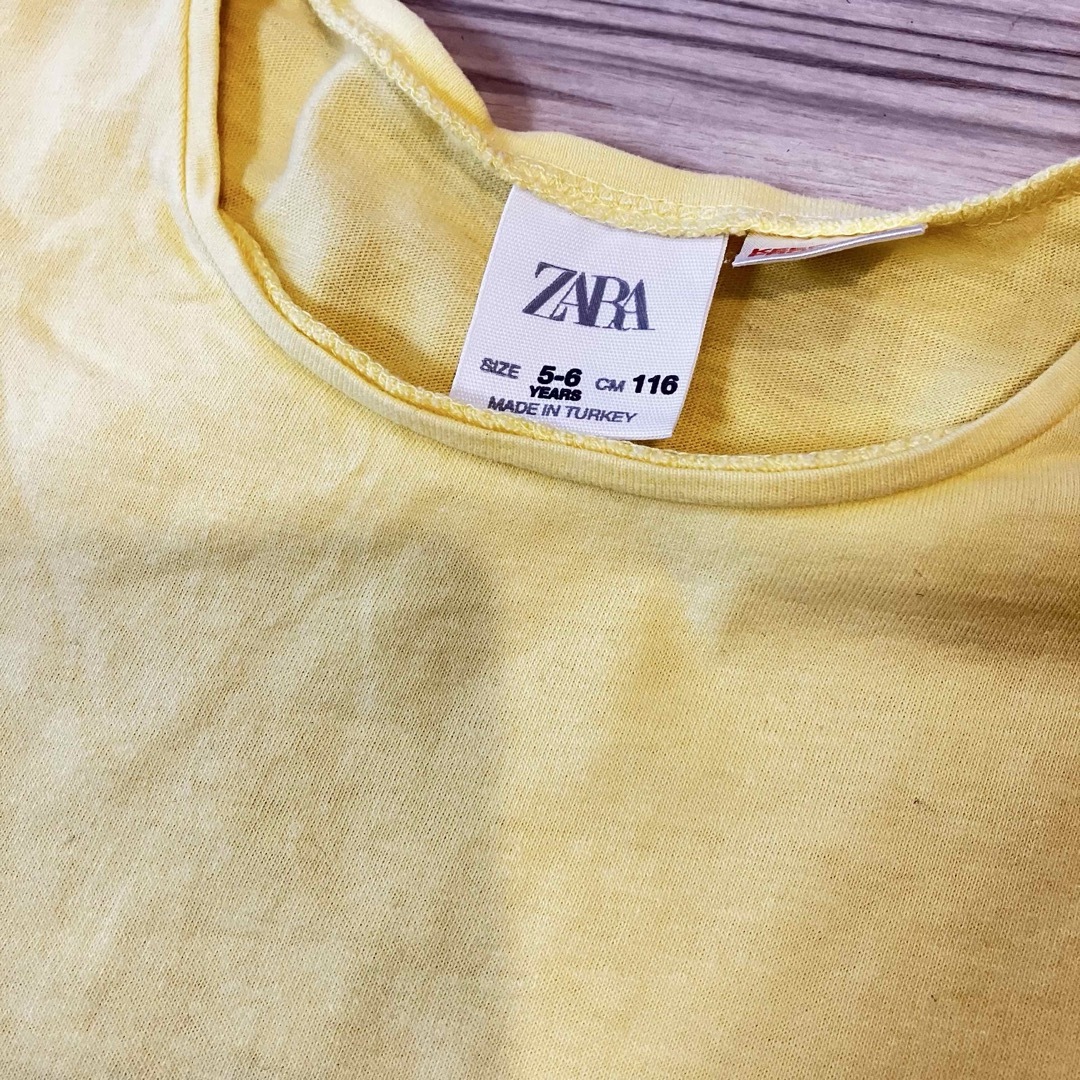 ZARA
SIZE 5-6 CM 116
YEARS
MADE IN TURKEY